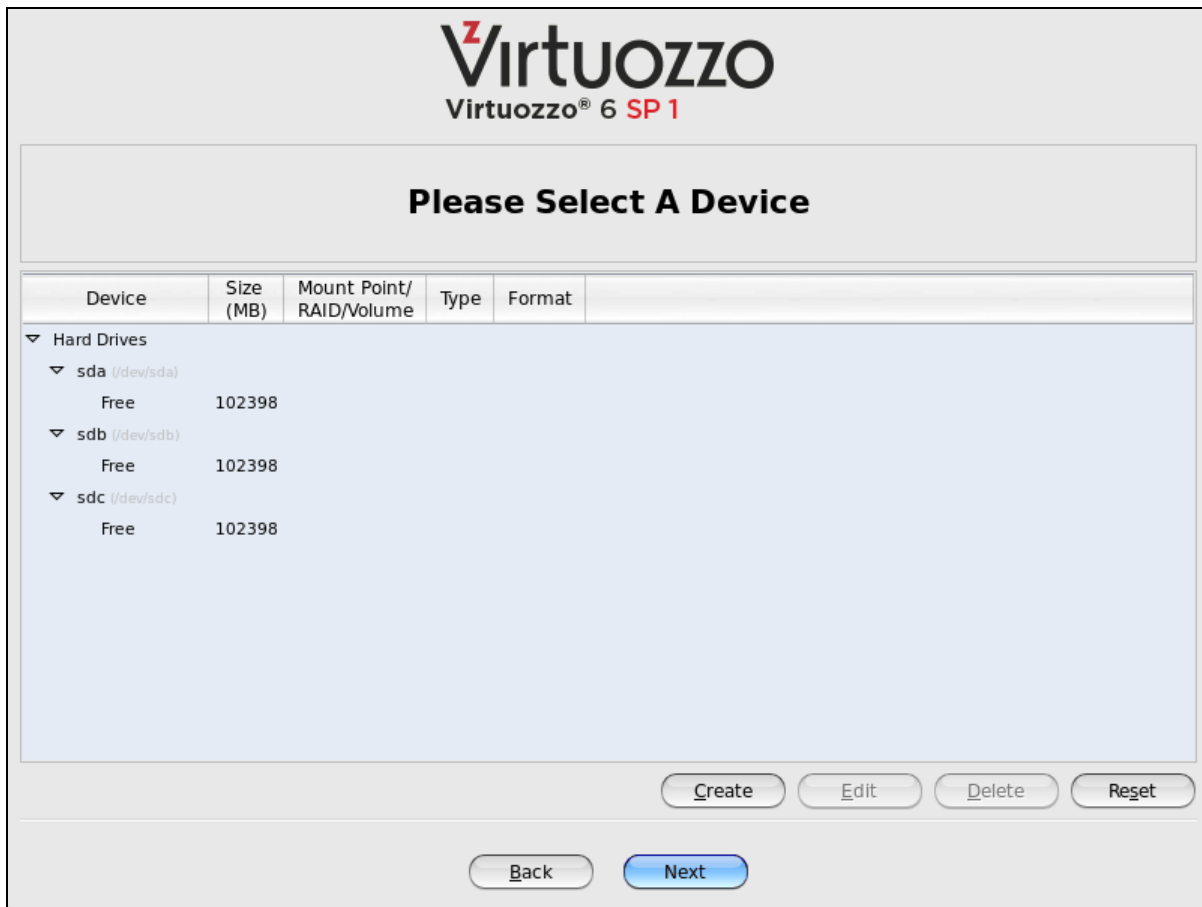 Virtuozzo
Virtuozzo® 6 SP 1
Please Select A Device
Device Size (MB) Mount Point/ RAID/Volume Type Format
Hard Drives
sda (/dev/sda)
Free 102398
sdb (/dev/sdb)
Free 102398
sdc (/dev/sdc)
Free 102398
Create Edit Delete Reset
Back Next